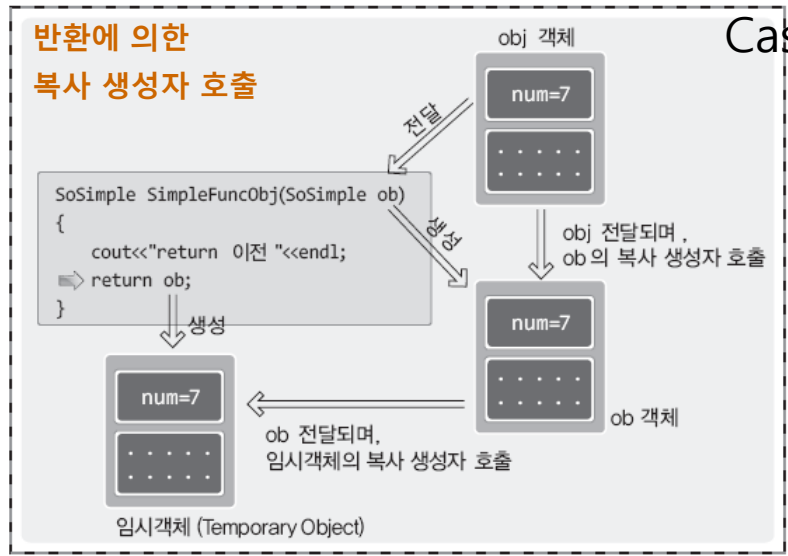 반환에 의한
복사 생성자 호출
obj 객체
Cas
num=7
전달
SoSimple SimpleFuncObj(SoSimple ob)
{
cout<<"return 이전 "<<endl;
return ob;
}
생성
obj 전달되며 ,
ob의 복사 생성자 호출
생성
num=7
num=7
ob 객체
ob 전달되며,
임시객체의 복사 생성자 호출
임시객체 (Temporary Object)